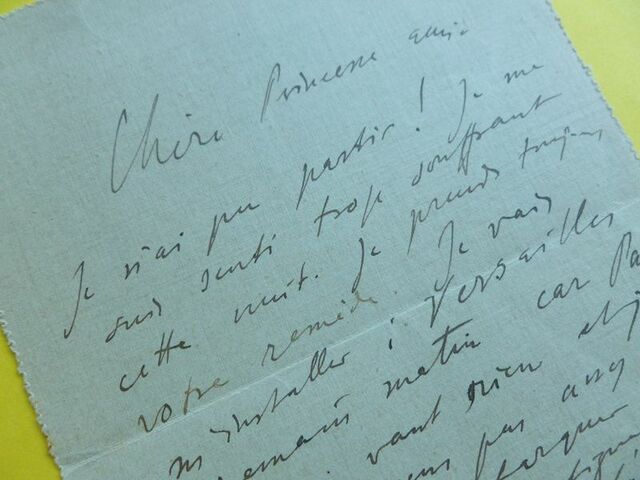 Chère Princesse amie
Je n'ai pu partir ! Je me
suis senti trop souffrant
cette nuit. Je prends toujours
votre remède. Je vais
m'installer à Versailles
demain matin car Pa
vaut rien
pas